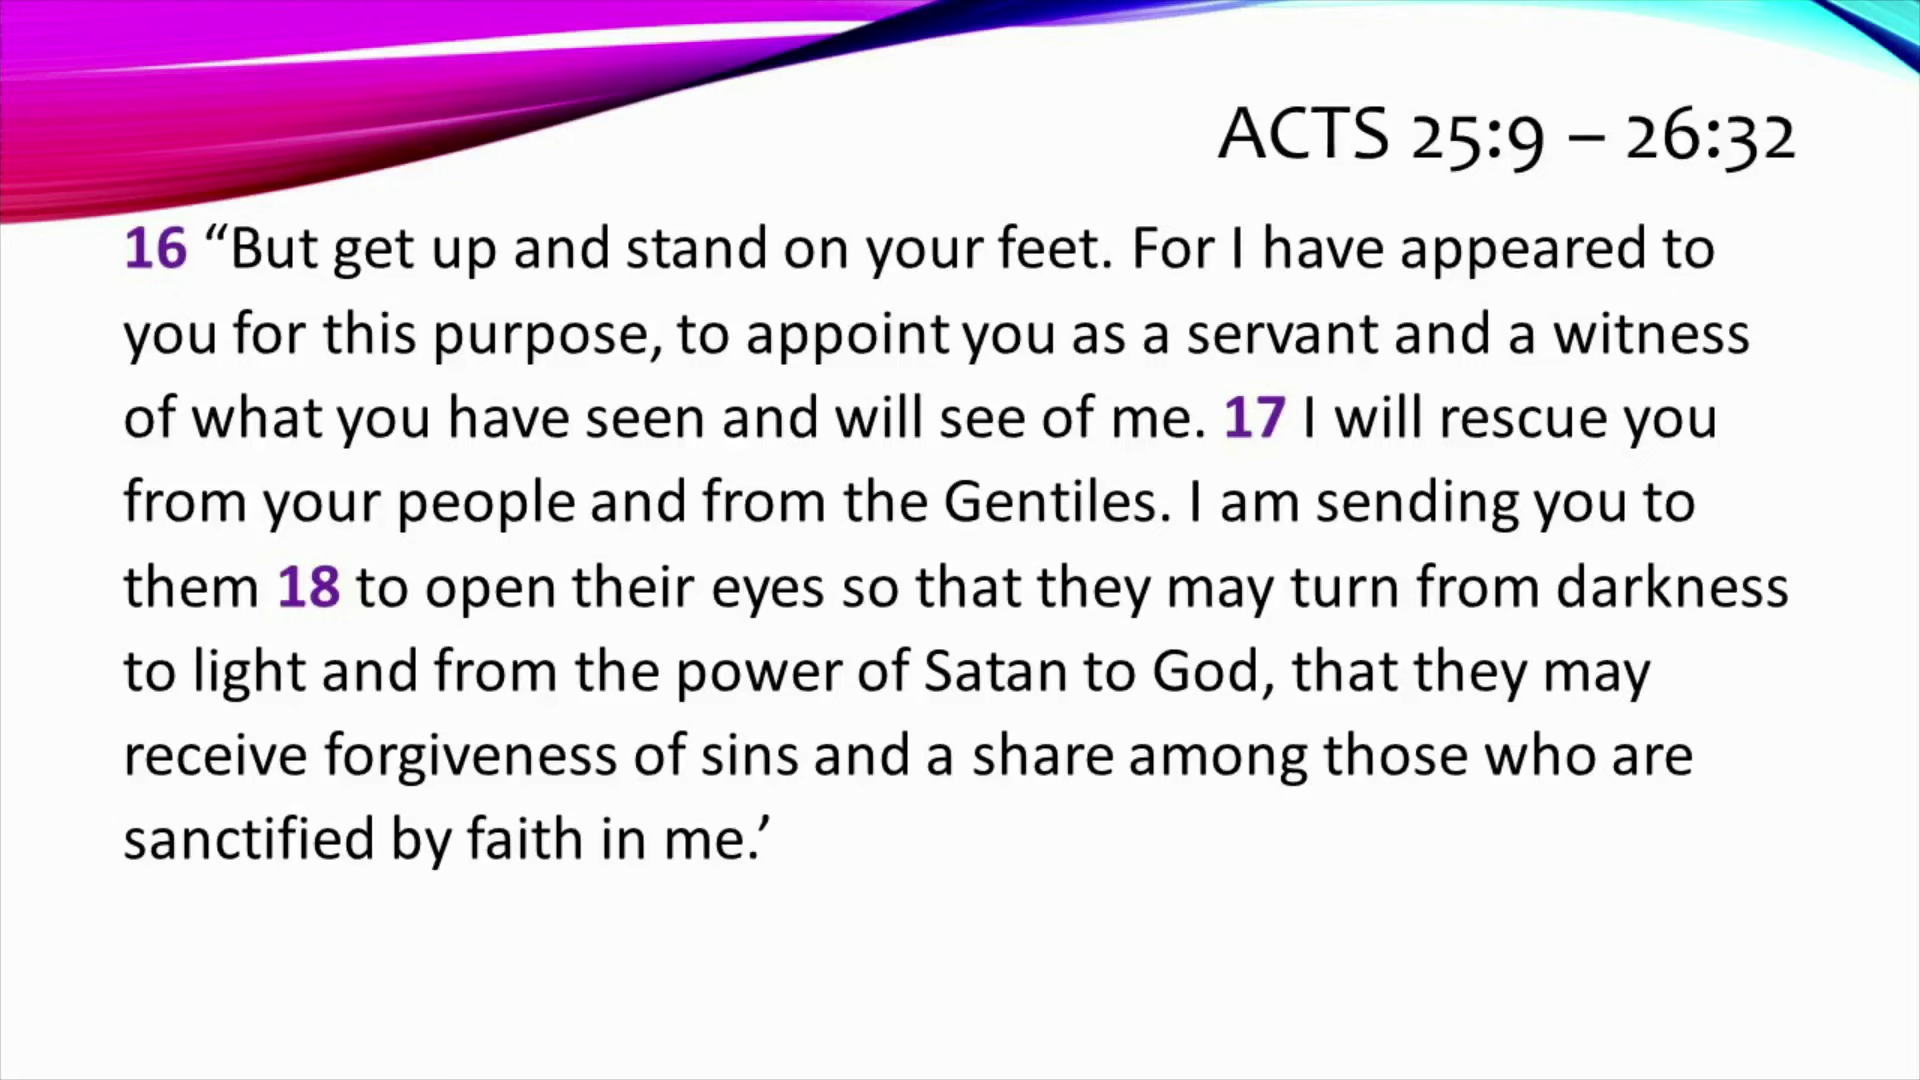 ACTS 25:9 – 26:32
16 “But get up and stand on your feet. For I have appeared to
you for this purpose, to appoint you as a servant and a witness
of what you have seen and will see of me. 17 I will rescue you
from your people and from the Gentiles. I am sending you to
them 18 to open their eyes so that they may turn from darkness
to light and from the power of Satan to God, that they may
receive forgiveness of sins and a share among those who are
sanctified by faith in me.’